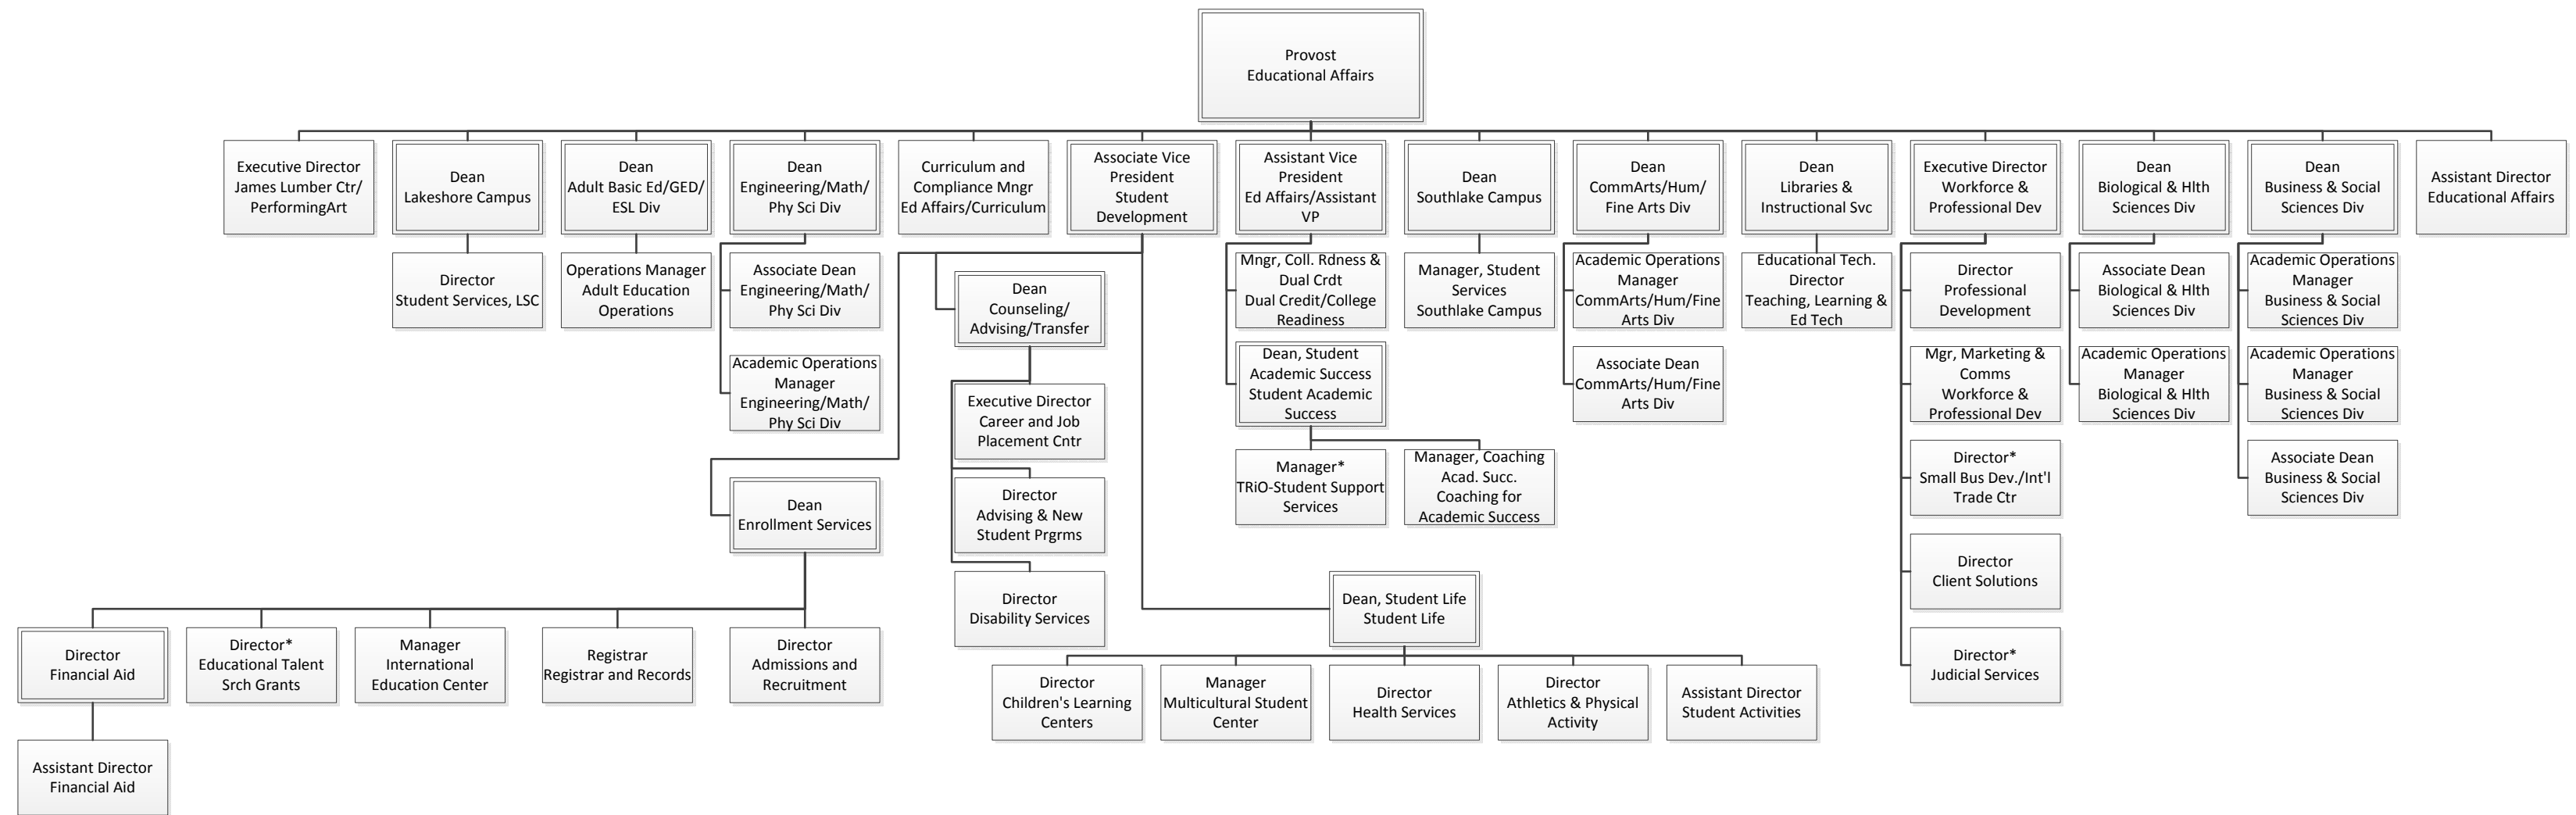 Provost
Educational Affairs
Executive Director
James Lumber Ctr/
PerformingArt
Dean
Lakeshore Campus
Dean
Adult Basic Ed/GED/
ESL Div
Dean
Engineering/Math/
Phy Sci Div
Curriculum and
Compliance Mngr
Ed Affairs/Curriculum
Associate Vice
President
Student
Development
Assistant Vice
President
Ed Affairs/Assistant
VP
Dean
Southlake Campus
Dean
CommArts/Hum/
Fine Arts Div
Dean
Libraries &
Instructional Svc
Executive Director
Workforce &
Professional Dev
Dean
Biological & Hlth
Sciences Div
Dean
Business & Social
Sciences Div
Assistant Director
Educational Affairs
Director
Student Services, LSC
Operations Manager
Adult Education
Operations
Associate Dean
Engineering/Math/
Phy Sci Div
Academic Operations
Manager
Engineering/Math/
Phy Sci Div
Dean
Counseling/
Advising/Transfer
Executive Director
Career and Job
Placement Cntr
Director
Advising & New
Student Prgrms
Director
Disability Services
Mngr, Coll. Rdness &
Dual Crdt
Dual Credit/College
Readiness
Dean, Student
Academic Success
Student Academic
Success
Manager*
TRiO-Student Support
Services
Manager, Coaching
Acad. Succ.
Coaching for
Academic Success
Manager, Student
Services
Southlake Campus
Academic Operations
Manager
CommArts/Hum/Fine
Arts Div
Associate Dean
CommArts/Hum/Fine
Arts Div
Educational Tech.
Director
Teaching, Learning &
Ed Tech
Director
Professional
Development
Mgr, Marketing &
Comms
Workforce &
Professional Dev
Director*
Small Bus Dev./Int'l
Trade Ctr
Director
Client Solutions
Director*
Judicial Services
Associate Dean
Biological & Hlth
Sciences Div
Academic Operations
Manager
Biological & Hlth
Sciences Div
Academic Operations
Manager
Business & Social
Sciences Div
Academic Operations
Manager
Business & Social
Sciences Div
Associate Dean
Business & Social
Sciences Div
Dean
Enrollment Services
Director
Financial Aid
Director*
Educational Talent
Srch Grants
Manager
International
Education Center
Registrar
Registrar and Records
Director
Admissions and
Recruitment
Assistant Director
Financial Aid
Dean, Student Life
Student Life
Director
Children's Learning
Centers
Manager
Multicultural Student
Center
Director
Health Services
Director
Athletics & Physical
Activity
Assistant Director
Student Activities